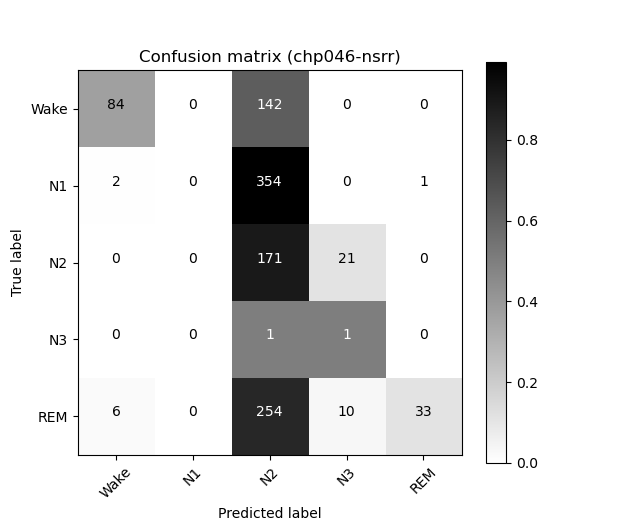 Confusion matrix (chp046-nsrr)
Wake 84 0 142 0 0
N1 2 0 354 0 1
N2 0 0 171 21 0
N3 0 0 1 1 0
REM 6 0 254 10 33
Wake N1 N2 N3 REM
Predicted label
True label
0.8
0.6
0.4
0.2
0.0